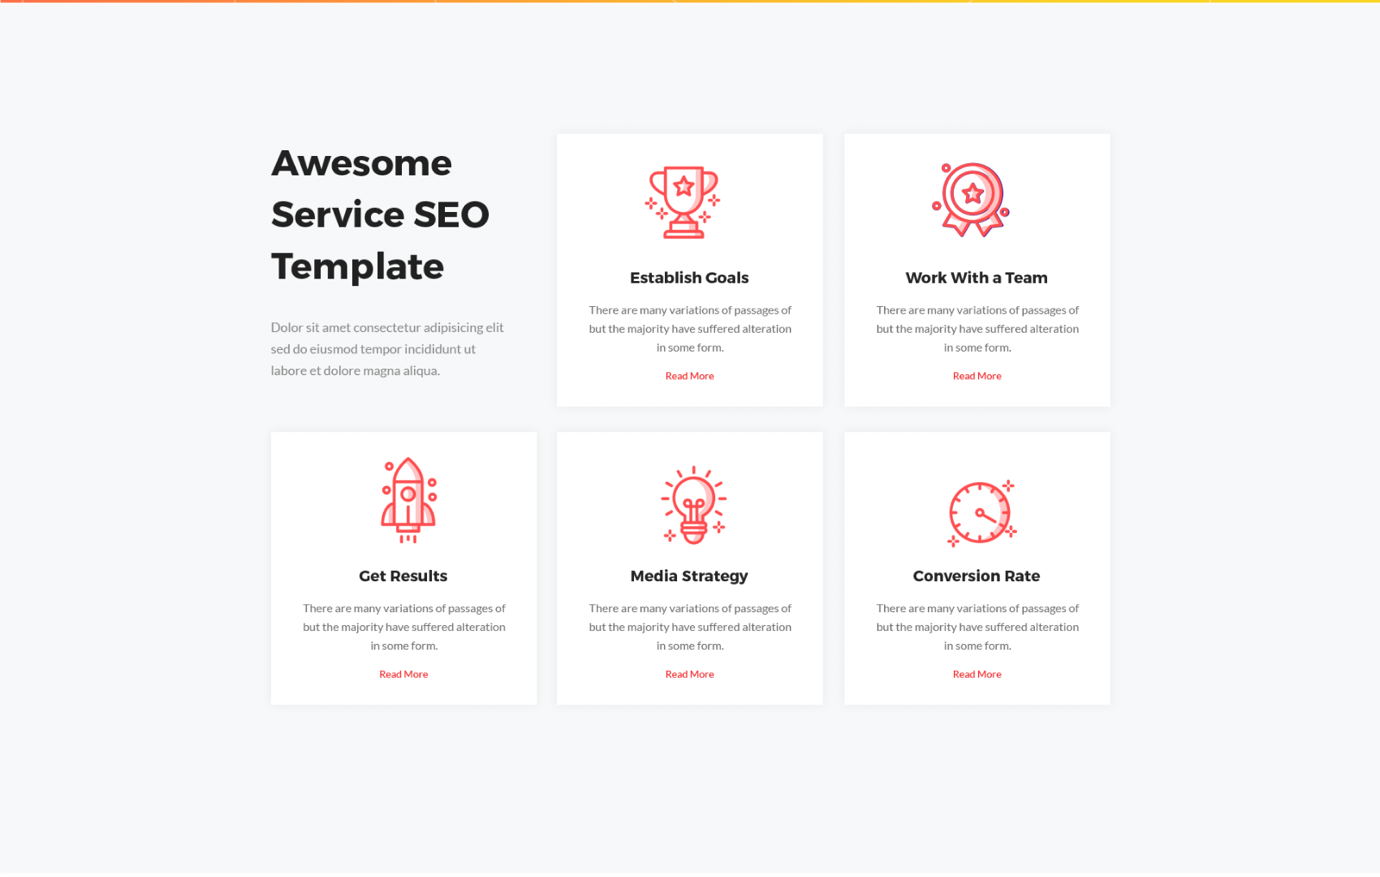 Awesome
Service SEO
Template
Dolor sit amet consectetur adipisicing elit
sed do eiusmod tempor incididunt ut
labore et dolore magna aliqua.
Establish Goals
There are many variations of passages of
but the majority have suffered alteration
in some form.
Read More
Work With a Team
There are many variations of passages of
but the majority have suffered alteration
in some form.
Read More
Get Results
There are many variations of passages of
but the majority have suffered alteration
in some form.
Read More
Media Strategy
There are many variations of passages of
but the majority have suffered alteration
in some form.
Read More
Conversion Rate
There are many variations of passages of
but the majority have suffered alteration
in some form.
Read More